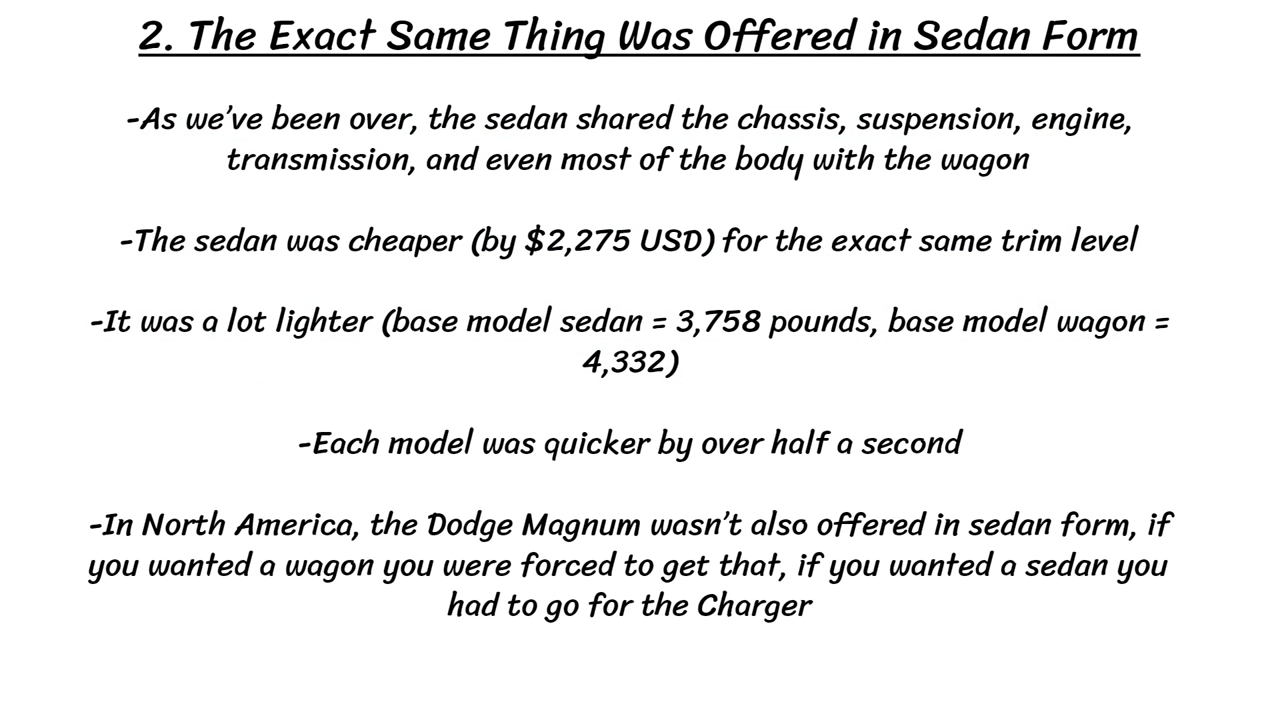 2. The Exact Same Thing Was Offered in Sedan Form
-As we’ve been over, the sedan shared the chassis, suspension, engine,
transmission, and even most of the body with the wagon
-The sedan was cheaper (by $2,275 USD) for the exact same trim level
-It was a lot lighter (base model sedan = 3,758 pounds, base model wagon =
4,332)
-Each model was quicker by over half a second
-In North America, the Dodge Magnum wasn’t also offered in sedan form, if
you wanted a wagon you were forced to get that, if you wanted a sedan you
had to go for the Charger